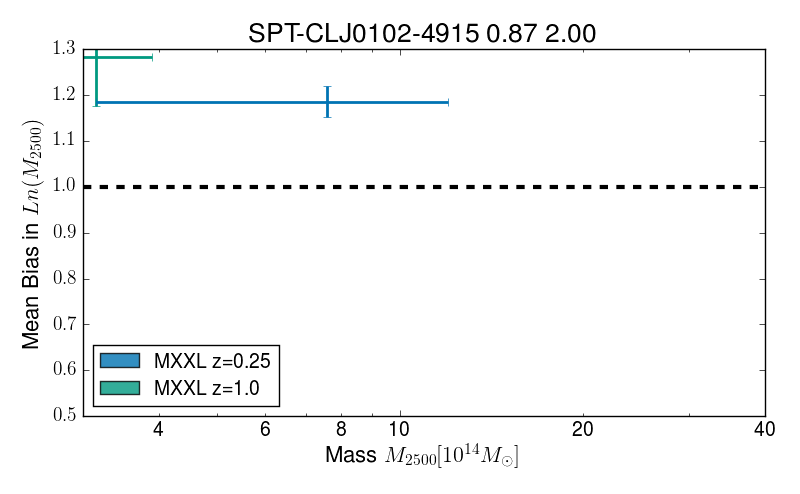 SPT-CLJ0102-4915 0.87 2.00
1.3
1.2
1.1
1.0
0.9
0.8
0.7
0.6
0.5
Mean Bias in Ln(M₂₅₀₀)
MXXL z=0.25
MXXL z=1.0
4 6 8 10 20 40
Mass M₂₅₀₀[10¹⁴M☉]